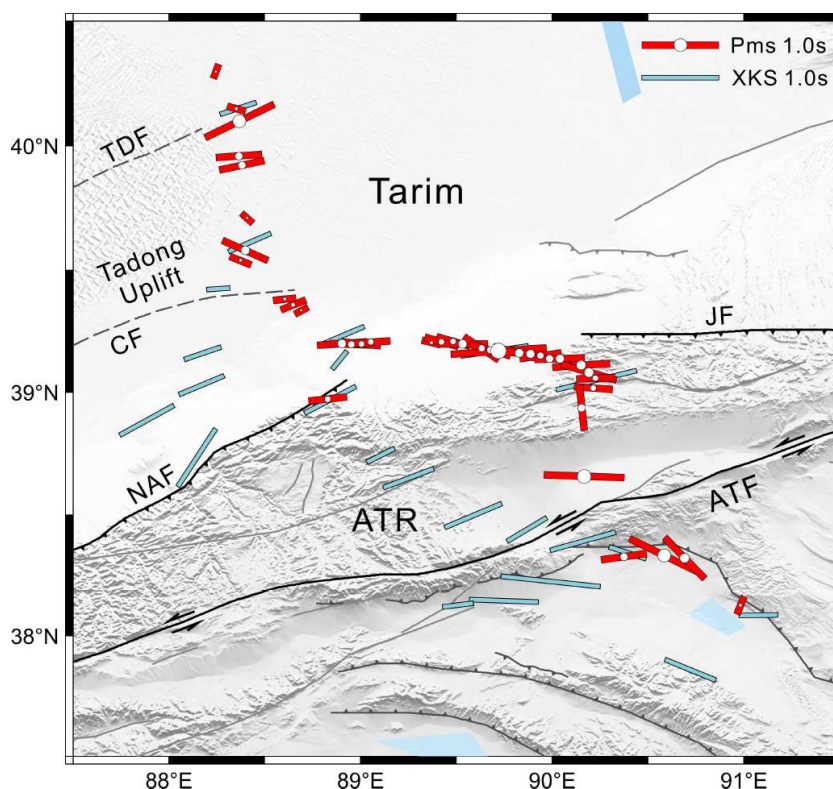 Pms 1.0s
XKS 1.0s
40°N
TDF
Tarim
Tadong
Uplift
CF
JF
39°N
NAF
ATR
ATF
38°N
88°E
89°E
90°E
91°E